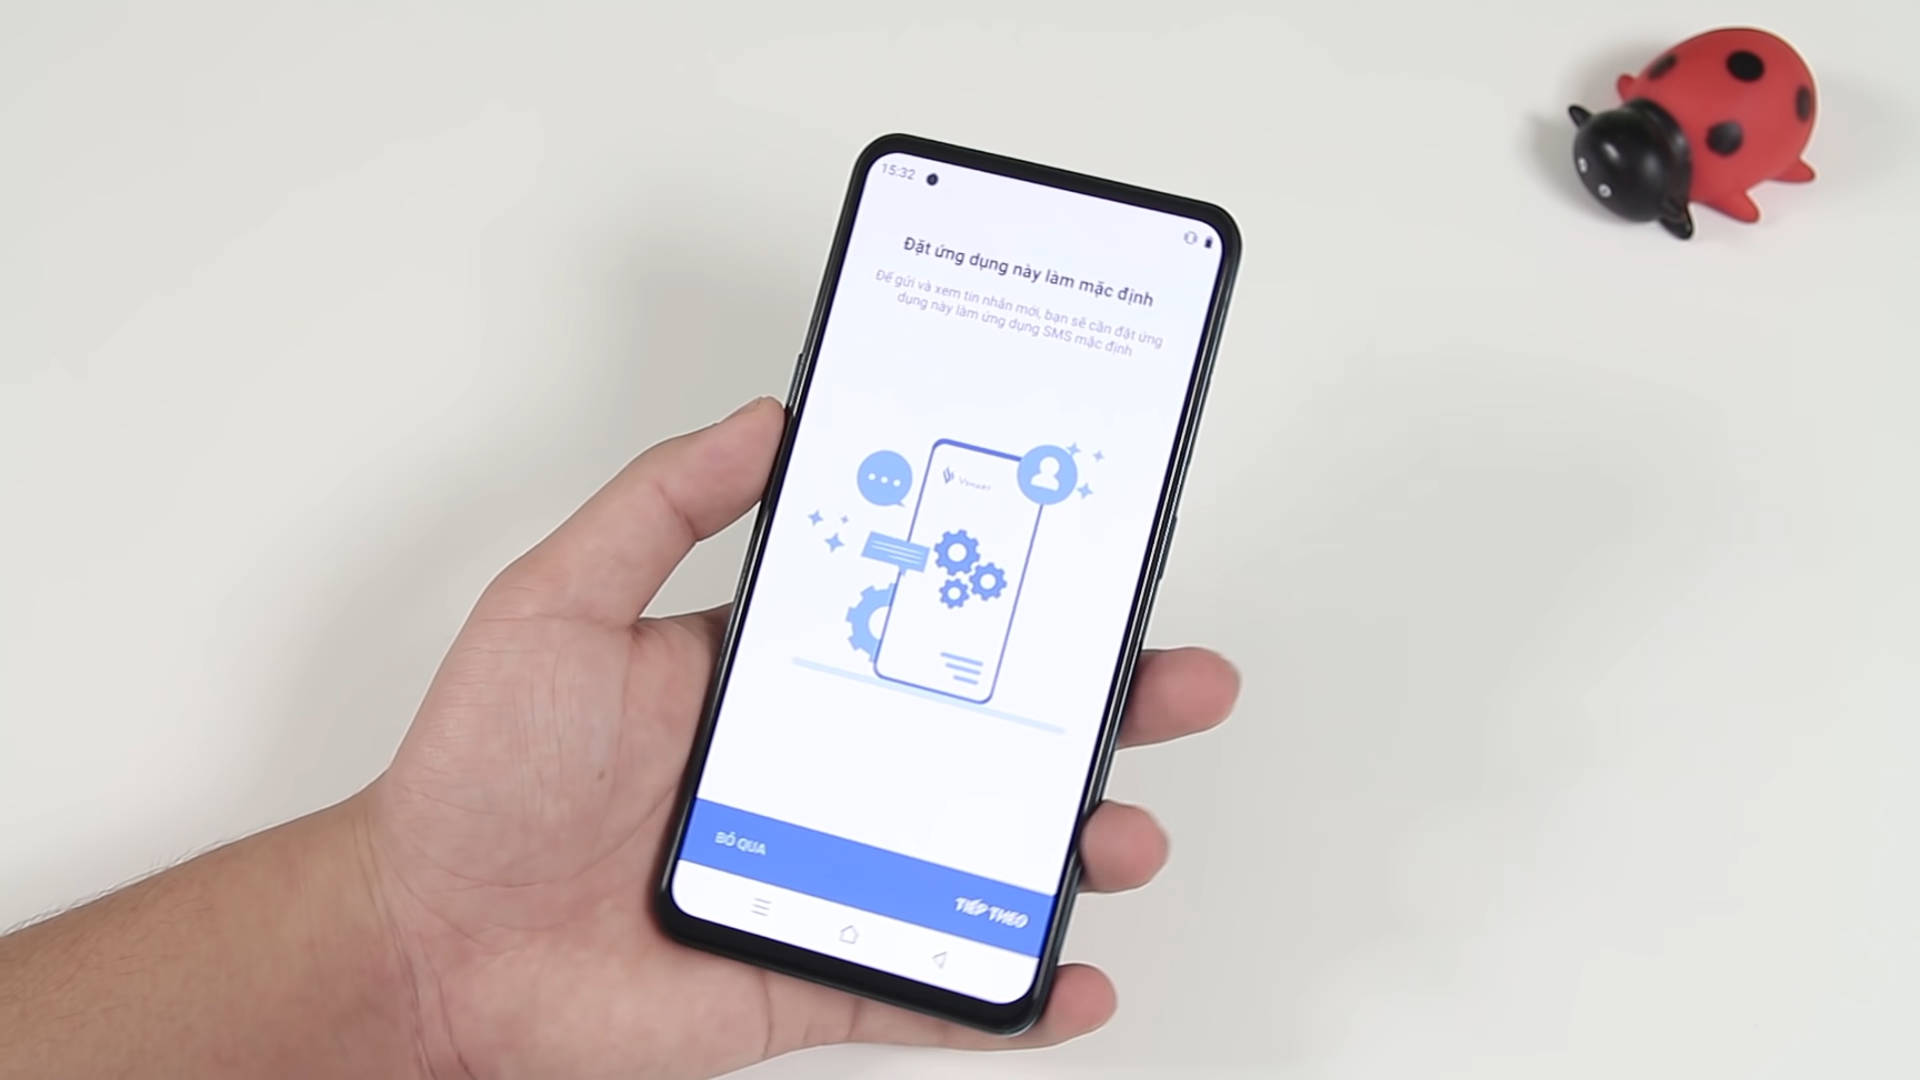 15:32
Đặt ứng dụng này làm mặc định
Để gửi và xem tin nhắn mới, bạn sẽ cần đặt ứng
dụng này làm ứng dụng SMS mặc định
Vsmart
BỎ QUA
TIẾP THEO